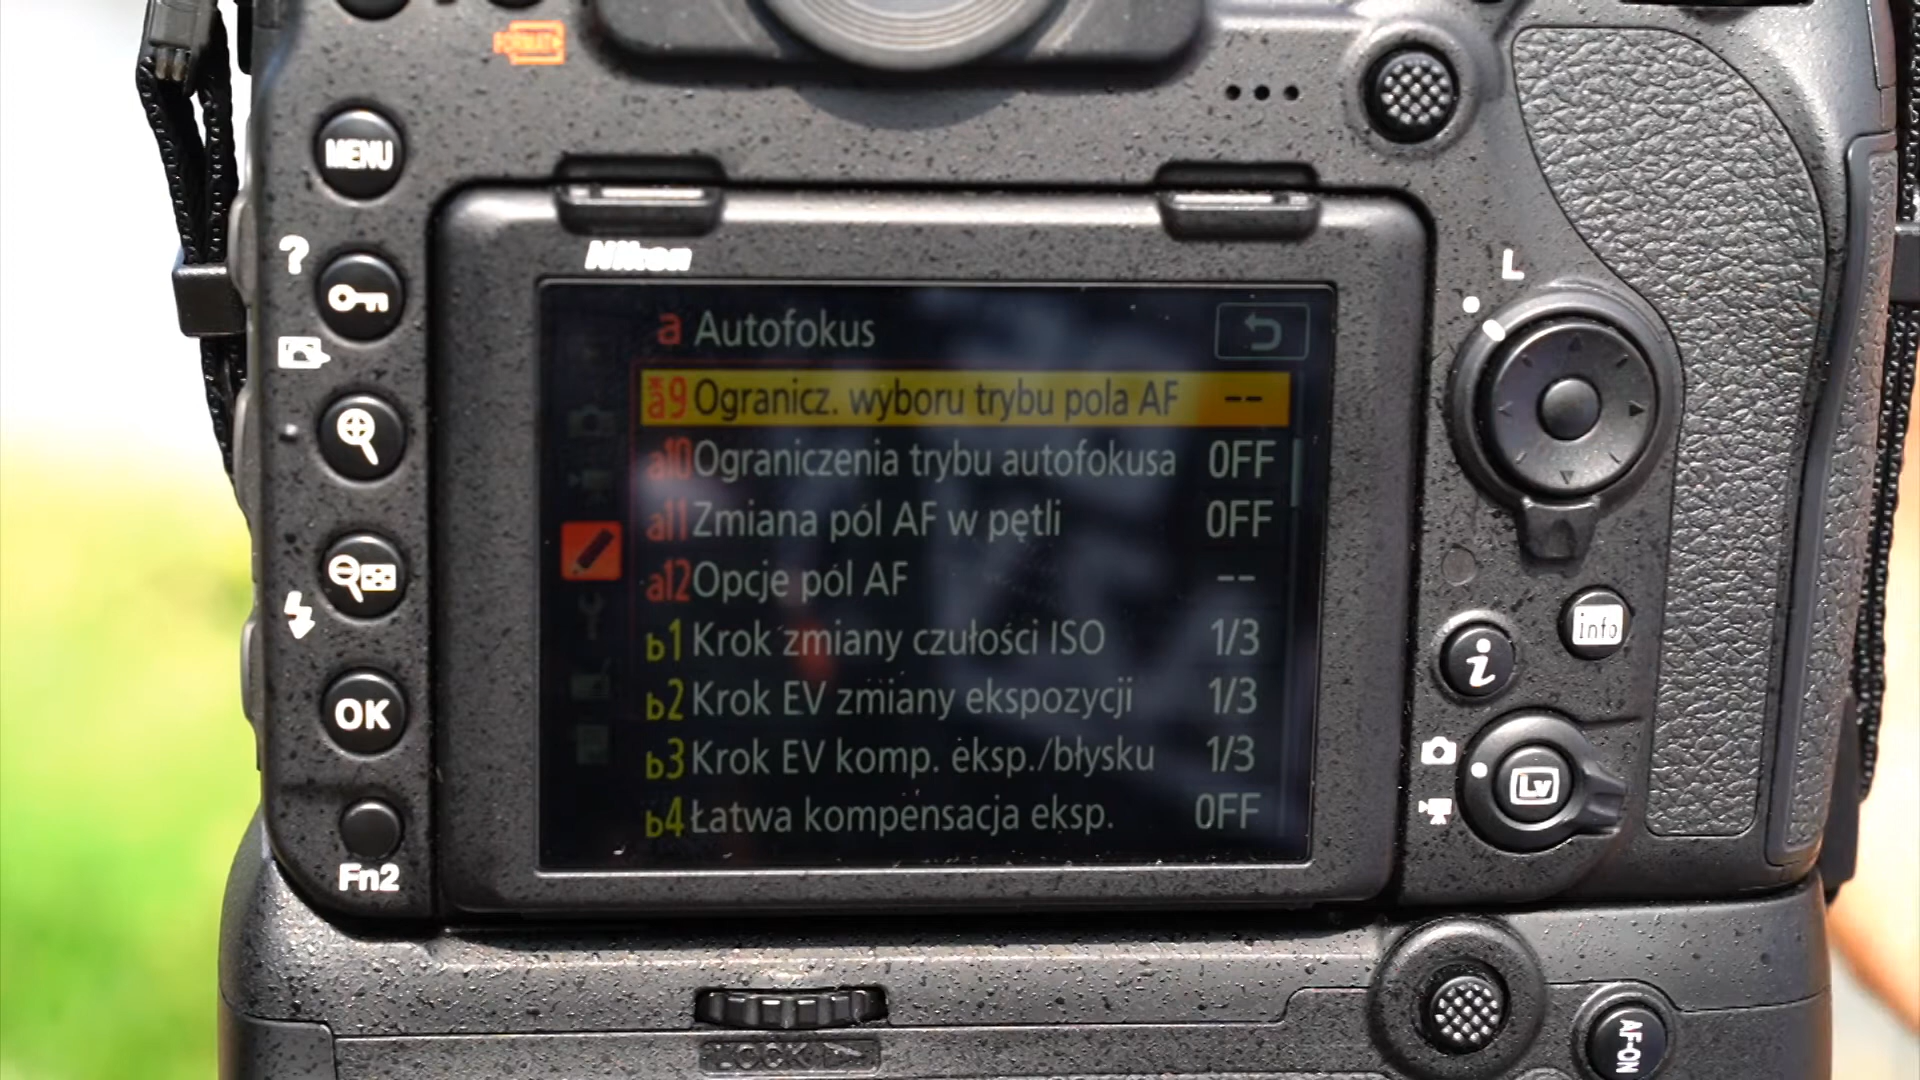 FORMAT
MENU
?
Nikon
L
a Autofokus
a9 Ogranicz. wyboru trybu pola AF --
a10 Ograniczenia trybu autofokusa OFF
a11 Zmiana pól AF w pętli OFF
a12 Opcje pól AF --
b1 Krok zmiany czułości ISO 1/3
b2 Krok EV zmiany ekspozycji 1/3
b3 Krok EV komp. eksp./błysku 1/3
b4 Łatwa kompensacja eksp. OFF
info
i
OK
Lv
Fn2
LOCK
AF-ON